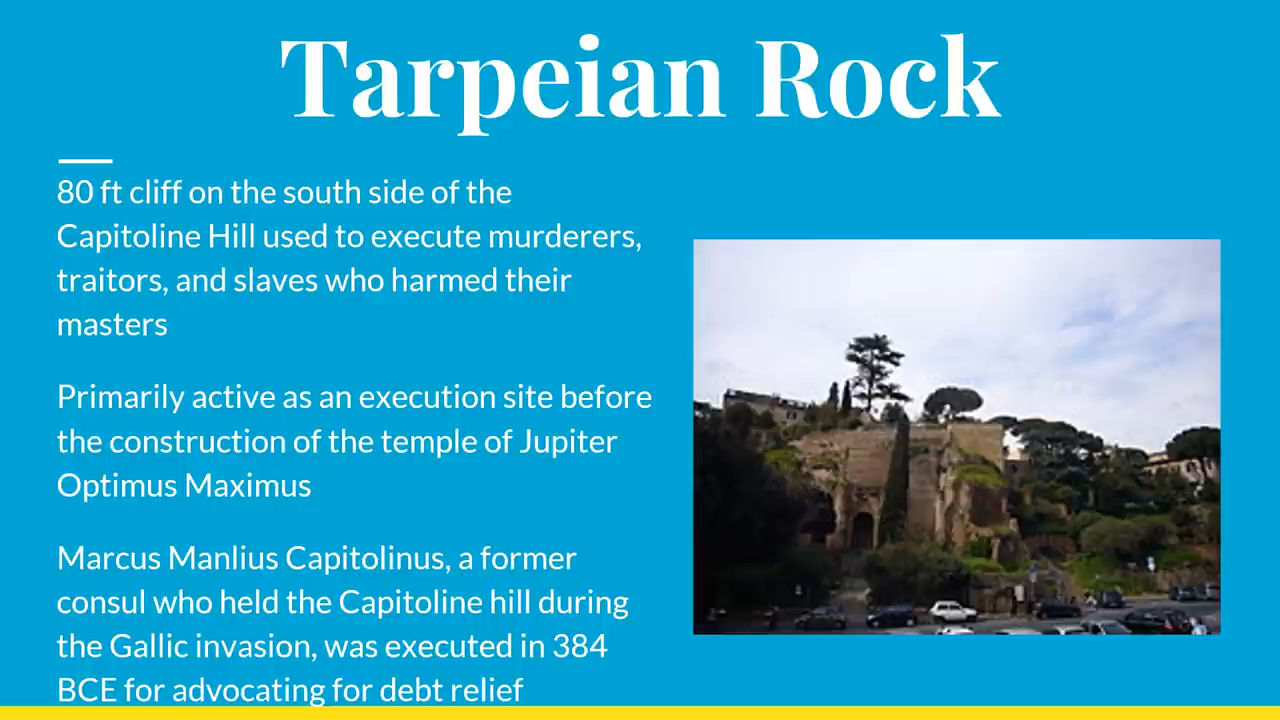 Tarpeian Rock
80 ft cliff on the south side of the
Capitoline Hill used to execute murderers,
traitors, and slaves who harmed their
masters
Primarily active as an execution site before
the construction of the temple of Jupiter
Optimus Maximus
Marcus Manlius Capitolinus, a former
consul who held the Capitoline hill during
the Gallic invasion, was executed in 384
BCE for advocating for debt relief